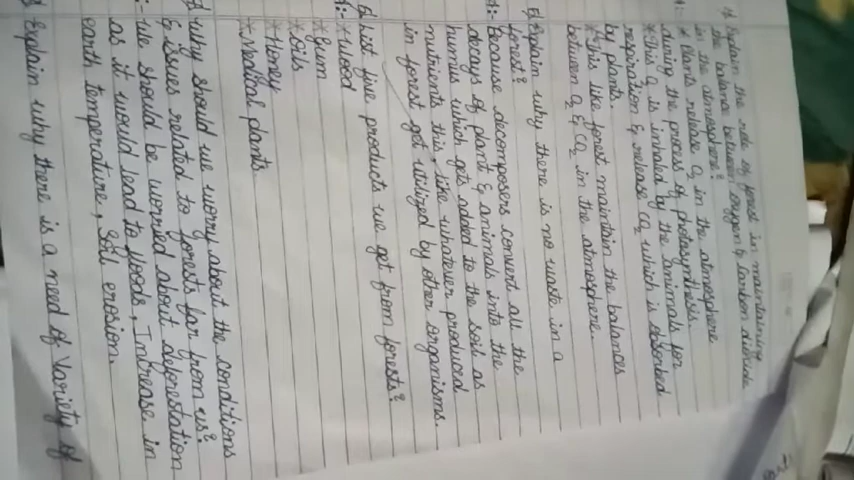 Explain the role of forest in maintaining
the balance between oxygen & Carbon dioxide
in the atmosphere?
* Plants release O2 in the atmosphere
during the process of photosynthesis.
* This O2 is inhaled by the animals for
respiration & release CO2 which is absorbed
by plants.
* This like forest maintain the balances
between O2 & CO2 in the atmosphere.
Explain why there is no waste in a
forest?
Because decomposers convert all the
decays of plant & animals into the
humus which gets added to the soil as
nutrients this, like whatever produced
in forest get utilized by other organisms.
d) List five products we get from forests?
A:- * Wood
* Gum
* Oils
* Honey
* Medical plants
Why should we worry about the conditions
& issues related to forests far from us?
:- We should be worried about deforestation
as it would lead to floods, Increase in
earth temperature, Soil erosion.
Explain why there is a need of variety of